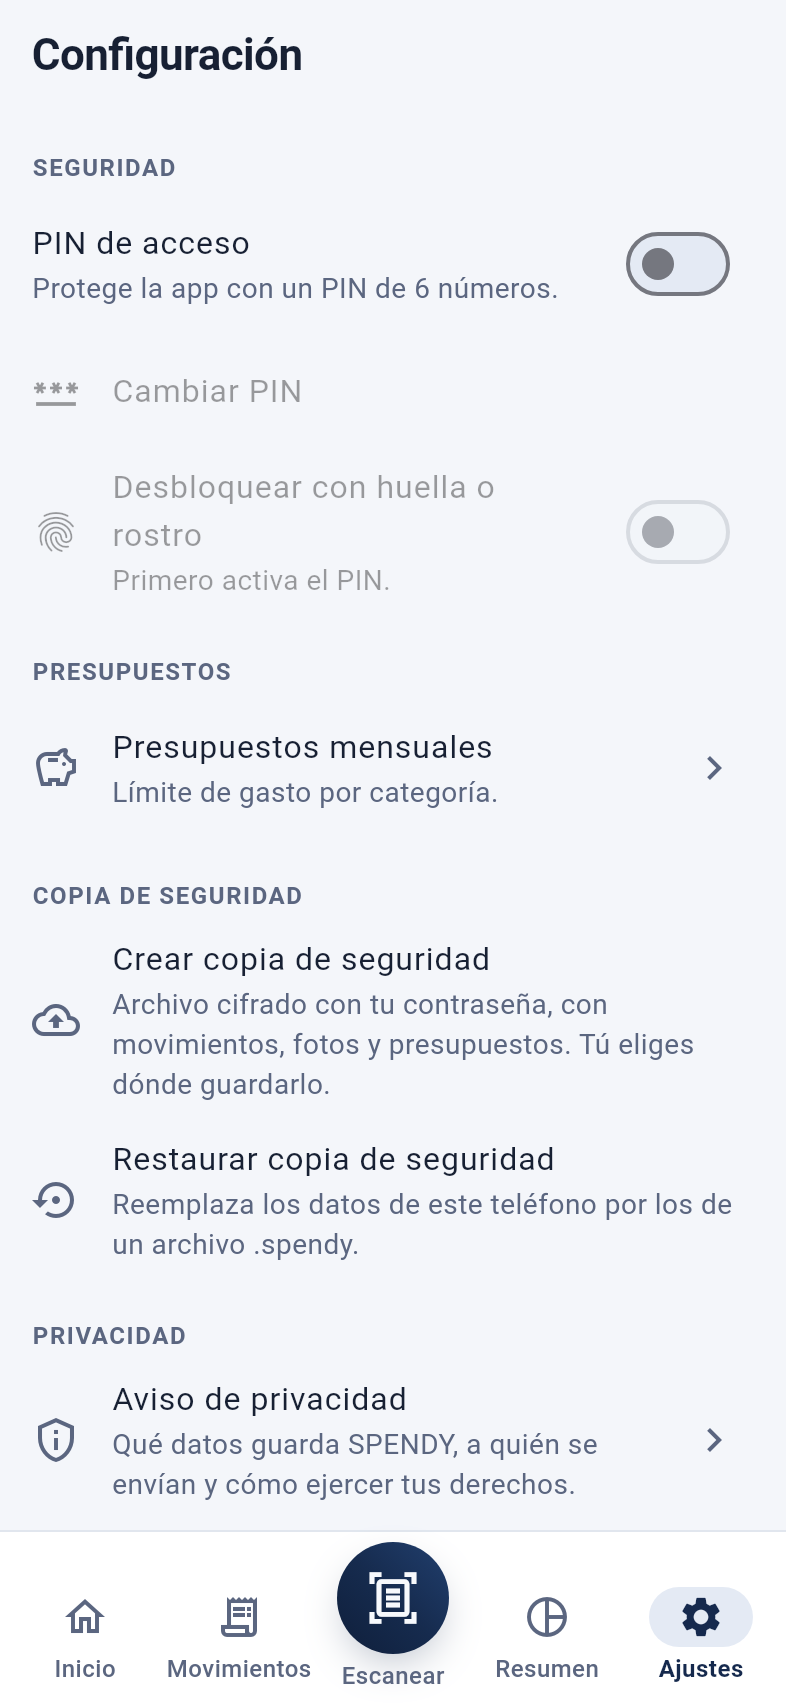 Configuración
SEGURIDAD
PIN de acceso
Protege la app con un PIN de 6 números.
Cambiar PIN
Desbloquear con huella o
rostro
Primero activa el PIN.
PRESUPUESTOS
Presupuestos mensuales
Límite de gasto por categoría.
COPIA DE SEGURIDAD
Crear copia de seguridad
Archivo cifrado con tu contraseña, con
movimientos, fotos y presupuestos. Tú eliges
dónde guardarlo.
Restaurar copia de seguridad
Reemplaza los datos de este teléfono por los de
un archivo .spendy.
PRIVACIDAD
Aviso de privacidad
Qué datos guarda SPENDY, a quién se
envían y cómo ejercer tus derechos.
Inicio
Movimientos
Escanear
Resumen
Ajustes